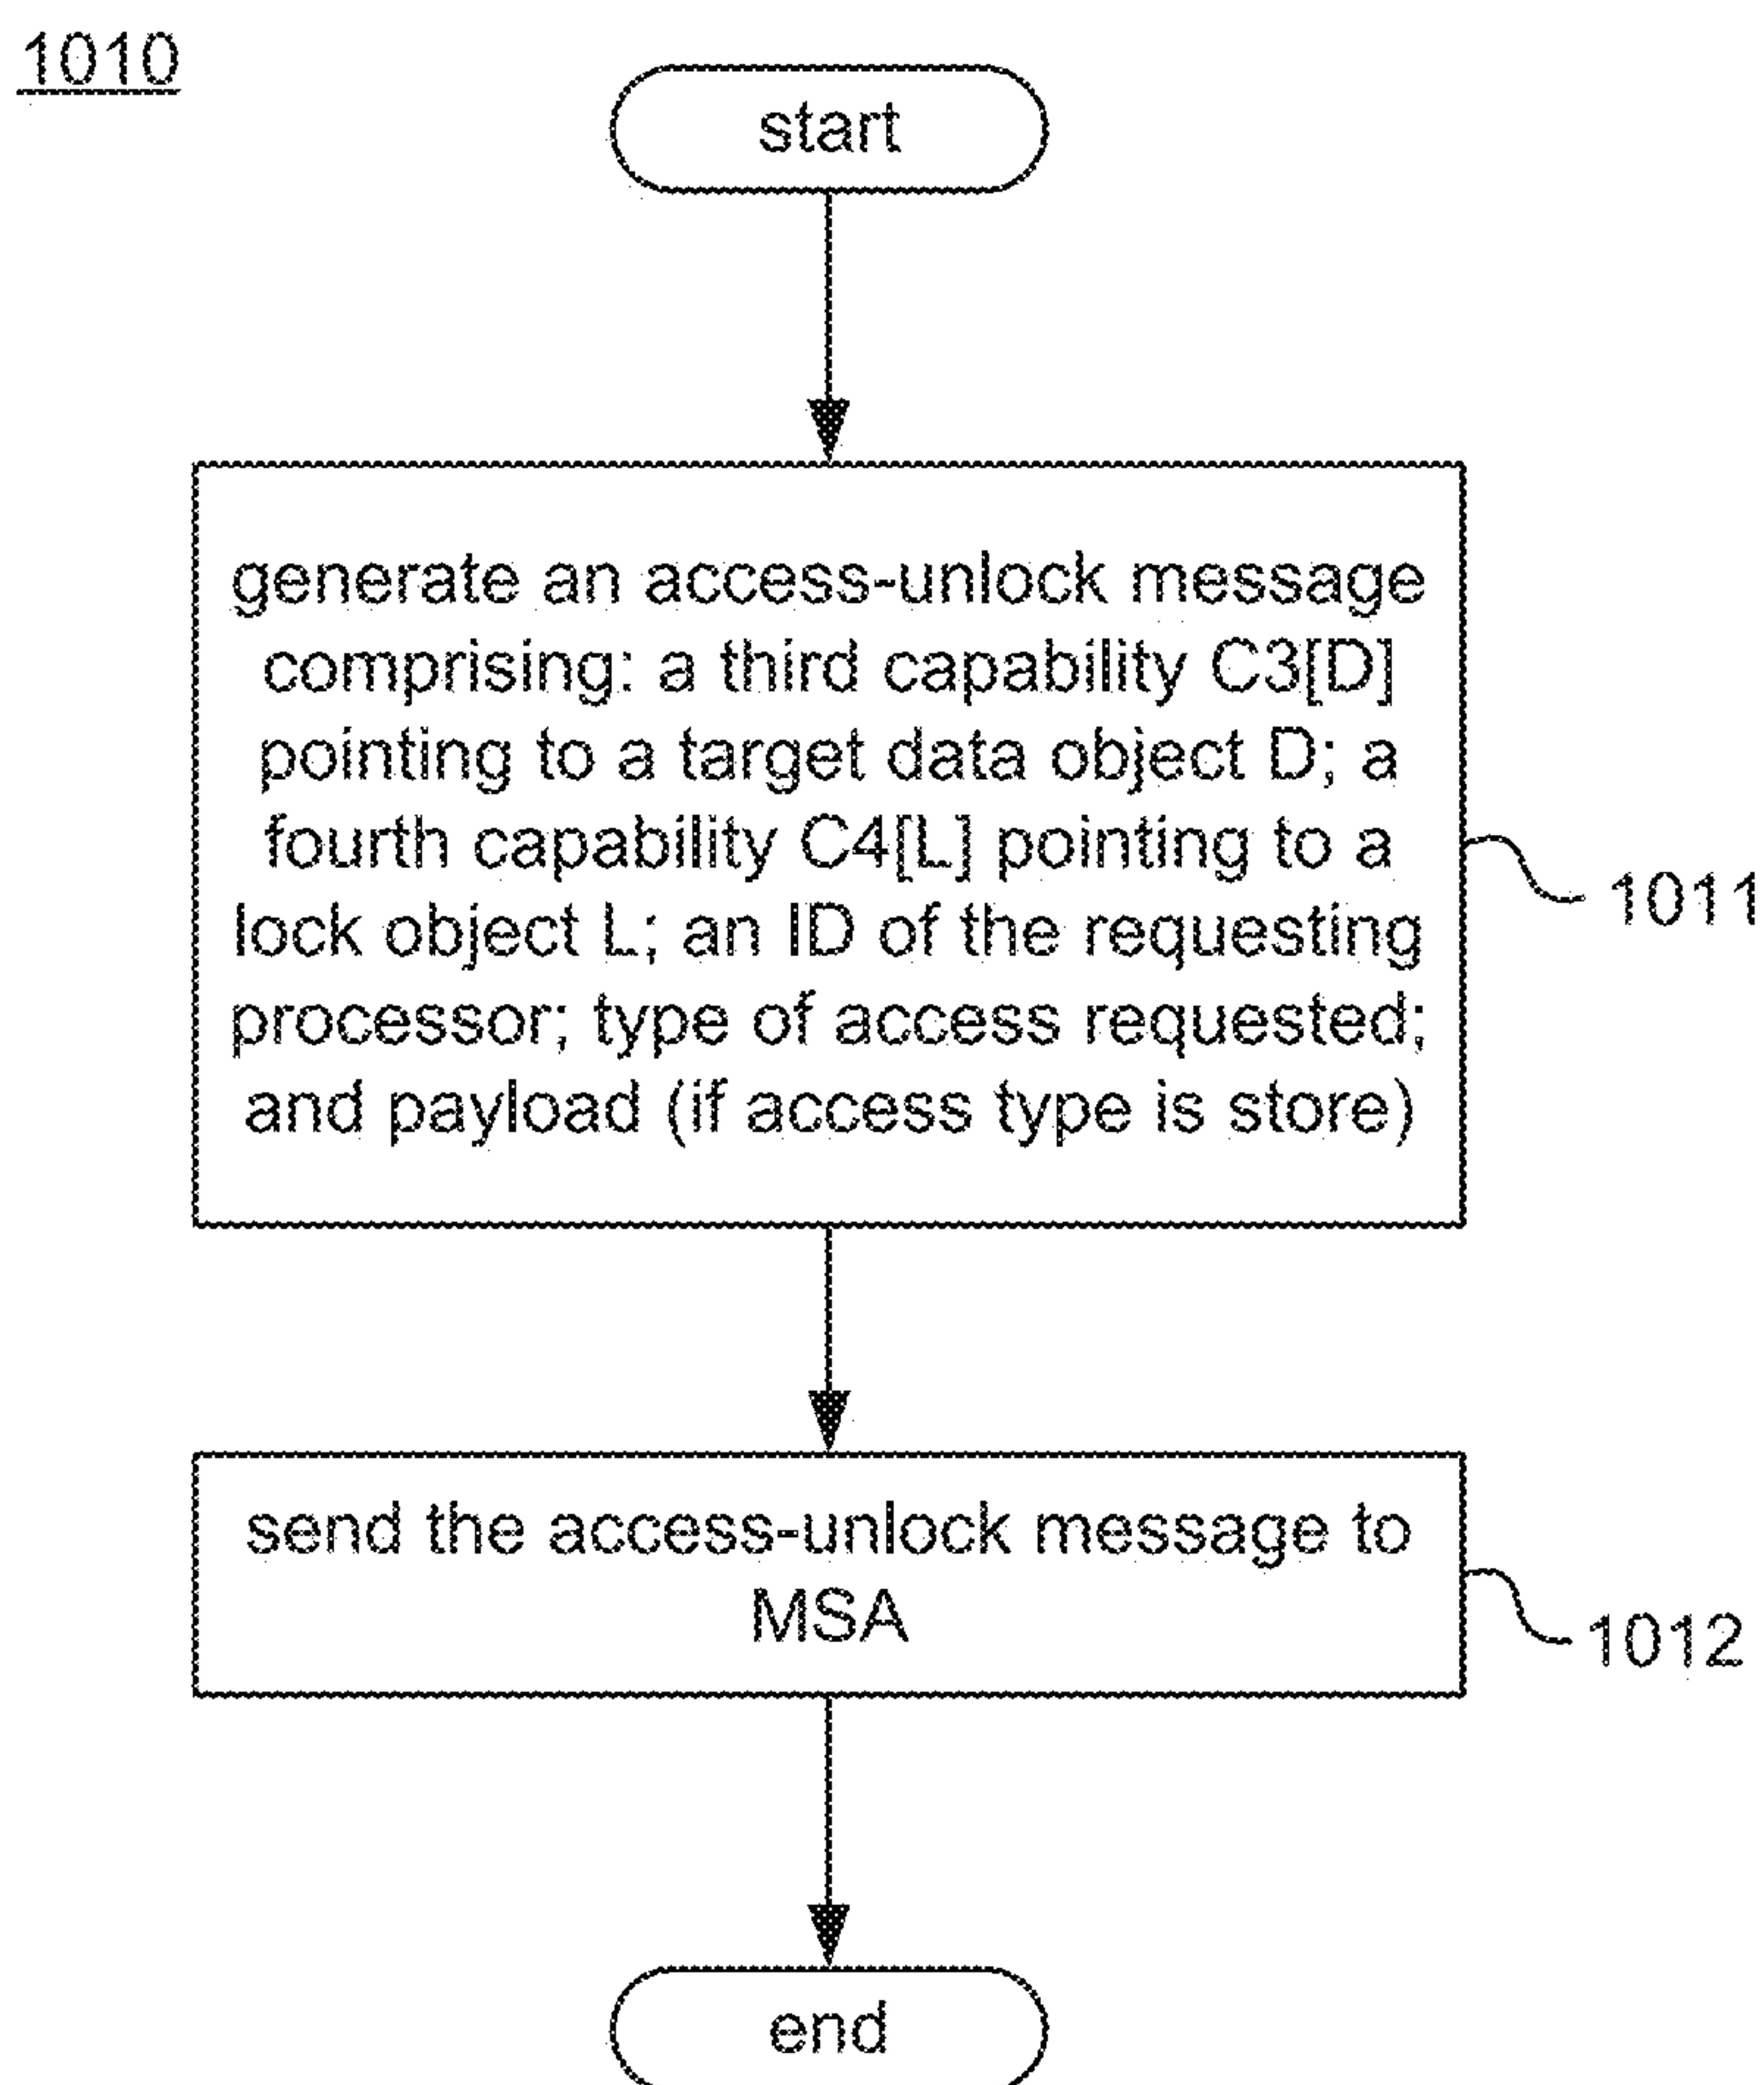 1010
start
generate an access-unlock message
comprising: a third capability C3[D]
pointing to a target data object D; a
fourth capability C4[L] pointing to a
lock object L; an ID of the requesting
processor; type of access requested;
and payload (if access type is store)
1011
send the access-unlock message to
MSA
1012
end